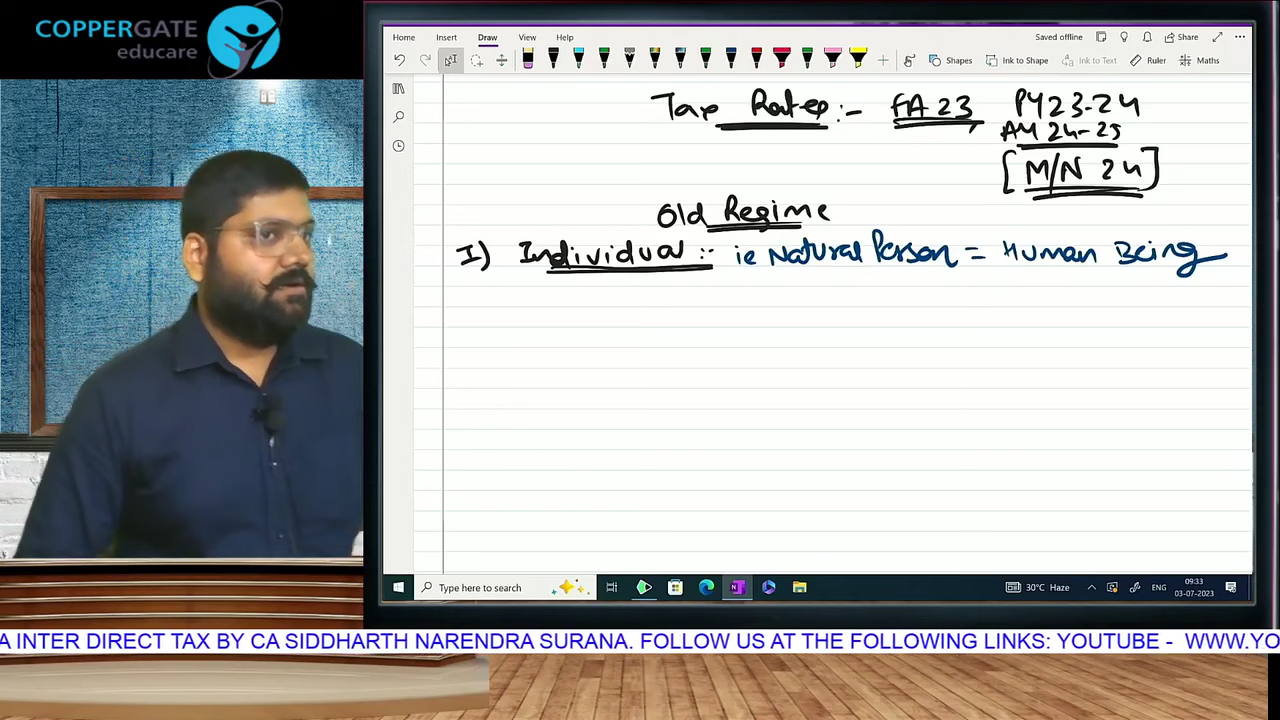 COPPERGATE
educare
Home Insert Draw View Help
Saved offline
Share
Shapes
Ink to Shape
Ink to Text
Ruler
Maths
Tax Rates :- FA 23 PY 23-24
AY 24-25
[M/N 24]
Old Regime
I) Individual :- ie Natural Person = Human Being
Type here to search
30°C Haze
ENG
09:33
03-07-2023
A INTER DIRECT TAX BY CA SIDDHARTH NARENDRA SURANA. FOLLOW US AT THE FOLLOWING LINKS: YOUTUBE - WWW.YO